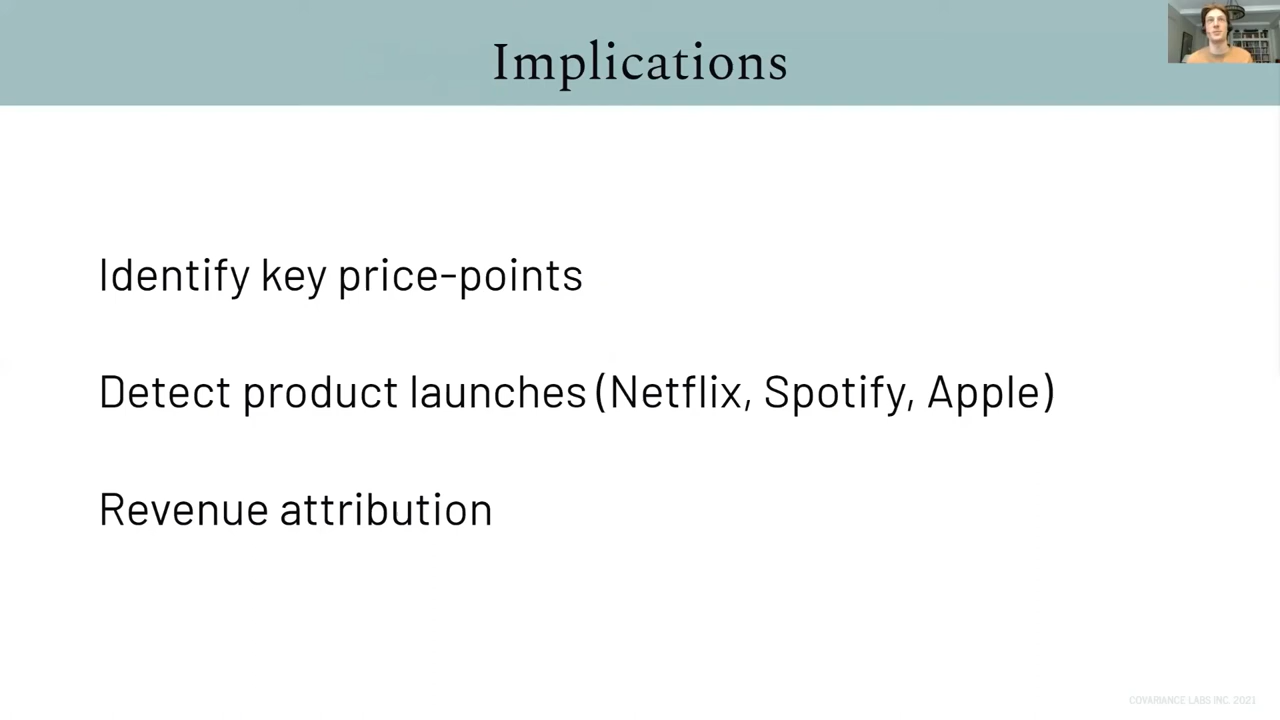 Implications
Identify key price-points
Detect product launches (Netflix, Spotify, Apple)
Revenue attribution
COVARIANCE LABS INC. 2021